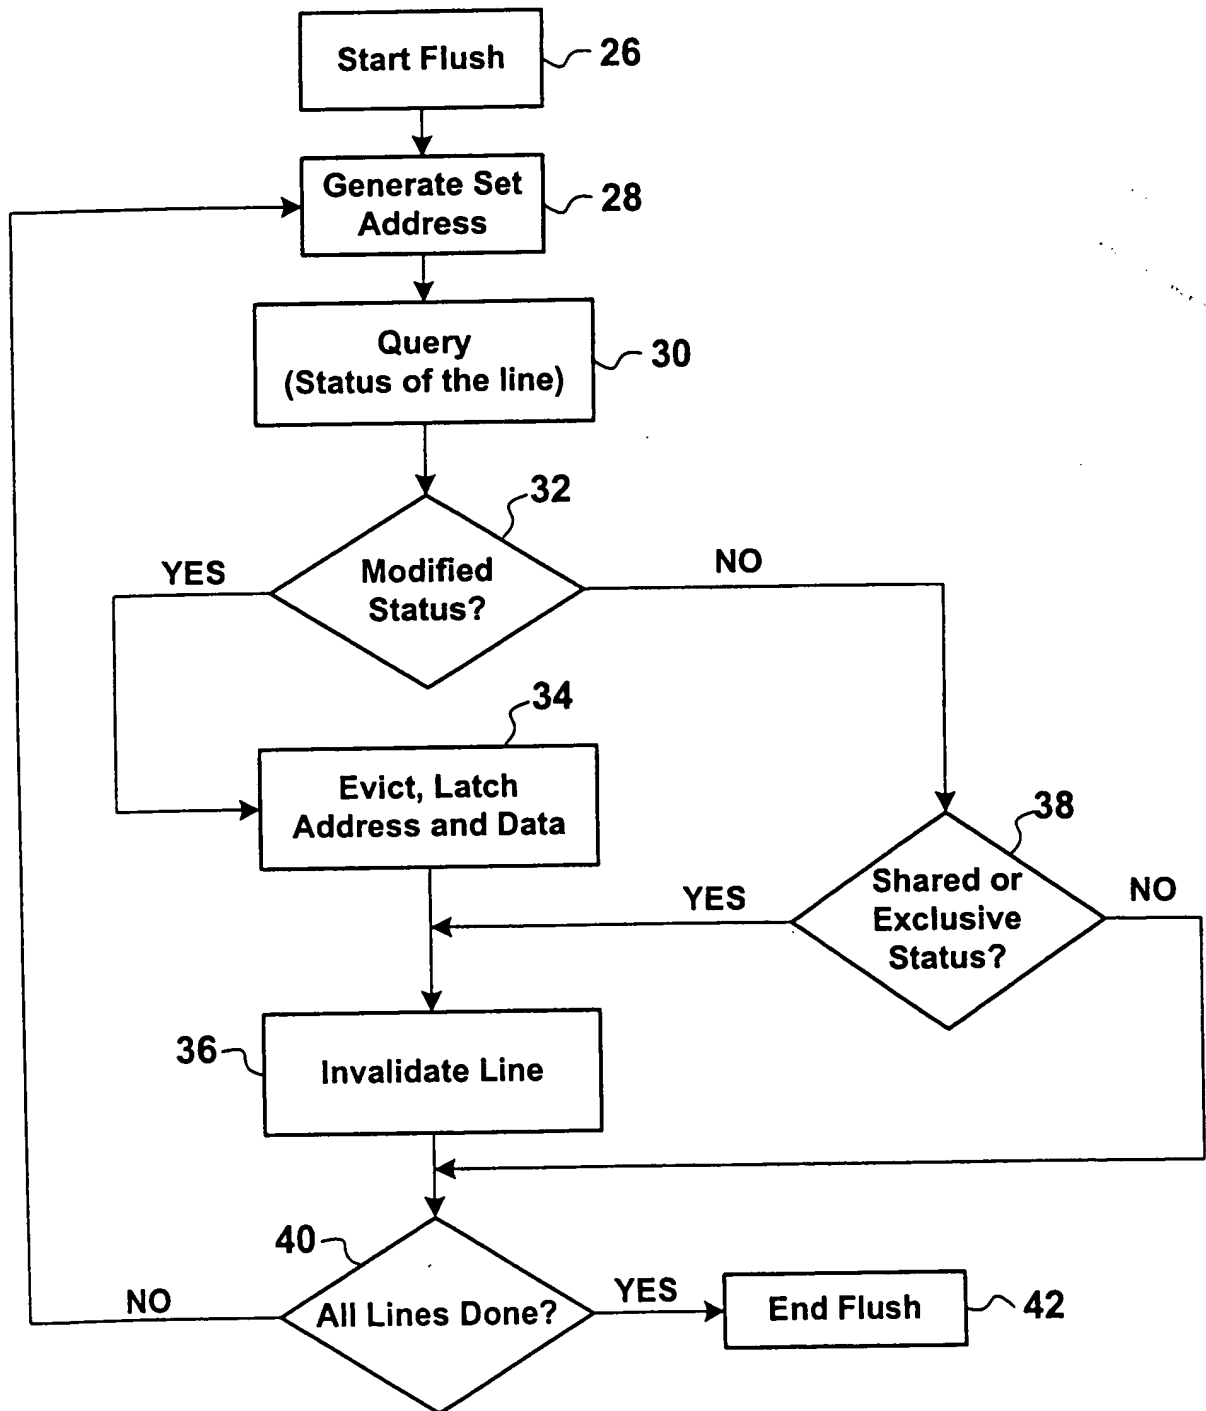 Start Flush
26
Generate Set
Address
28
Query
(Status of the line)
30
32
Modified
Status?
YES
NO
34
Evict, Latch
Address and Data
38
Shared or
Exclusive
Status?
YES
NO
36
Invalidate Line
40
All Lines Done?
NO
YES
End Flush
42